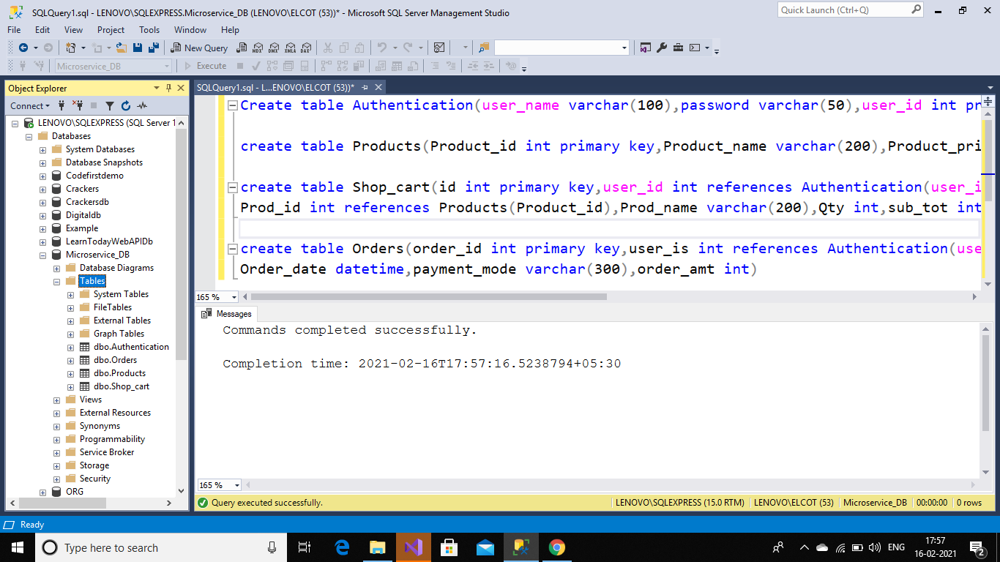 SQLQuery1.sql - LENOVO\SQLEXPRESS.Microservice_DB (LENOVO\ELCOT (53))* - Microsoft SQL Server Management Studio
Quick Launch (Ctrl+Q)
File Edit View Project Tools Window Help
New Query
MDX DMX XMLA DAX
Microservice_DB
Execute
Object Explorer
SQLQuery1.sql - L...ENOVO\ELCOT (53))*
Connect
LENOVO\SQLEXPRESS (SQL Server 1
Databases
System Databases
Database Snapshots
Codefirstdemo
Crackers
Crackersdb
Digitaldb
Example
LearnTodayWebAPIDb
Microservice_DB
Database Diagrams
Tables
System Tables
FileTables
External Tables
Graph Tables
dbo.Authentication
dbo.Orders
dbo.Products
dbo.Shop_cart
Views
External Resources
Synonyms
Programmability
Service Broker
Storage
Security
ORG
Create table Authentication(user_name varchar(100),password varchar(50),user_id int pr
create table Products(Product_id int primary key,Product_name varchar(200),Product_pri
create table Shop_cart(id int primary key,user_id int references Authentication(user_i
Prod_id int references Products(Product_id),Prod_name varchar(200),Qty int,sub_tot int
create table Orders(order_id int primary key,user_is int references Authentication(use
Order_date datetime,payment_mode varchar(300),order_amt int)
165 %
Messages
Commands completed successfully.
Completion time: 2021-02-16T17:57:16.5238794+05:30
165 %
Query executed successfully.
LENOVO\SQLEXPRESS (15.0 RTM) LENOVO\ELCOT (53) Microservice_DB 00:00:00 0 rows
Ready
Type here to search
ENG
17:57
16-02-2021
2